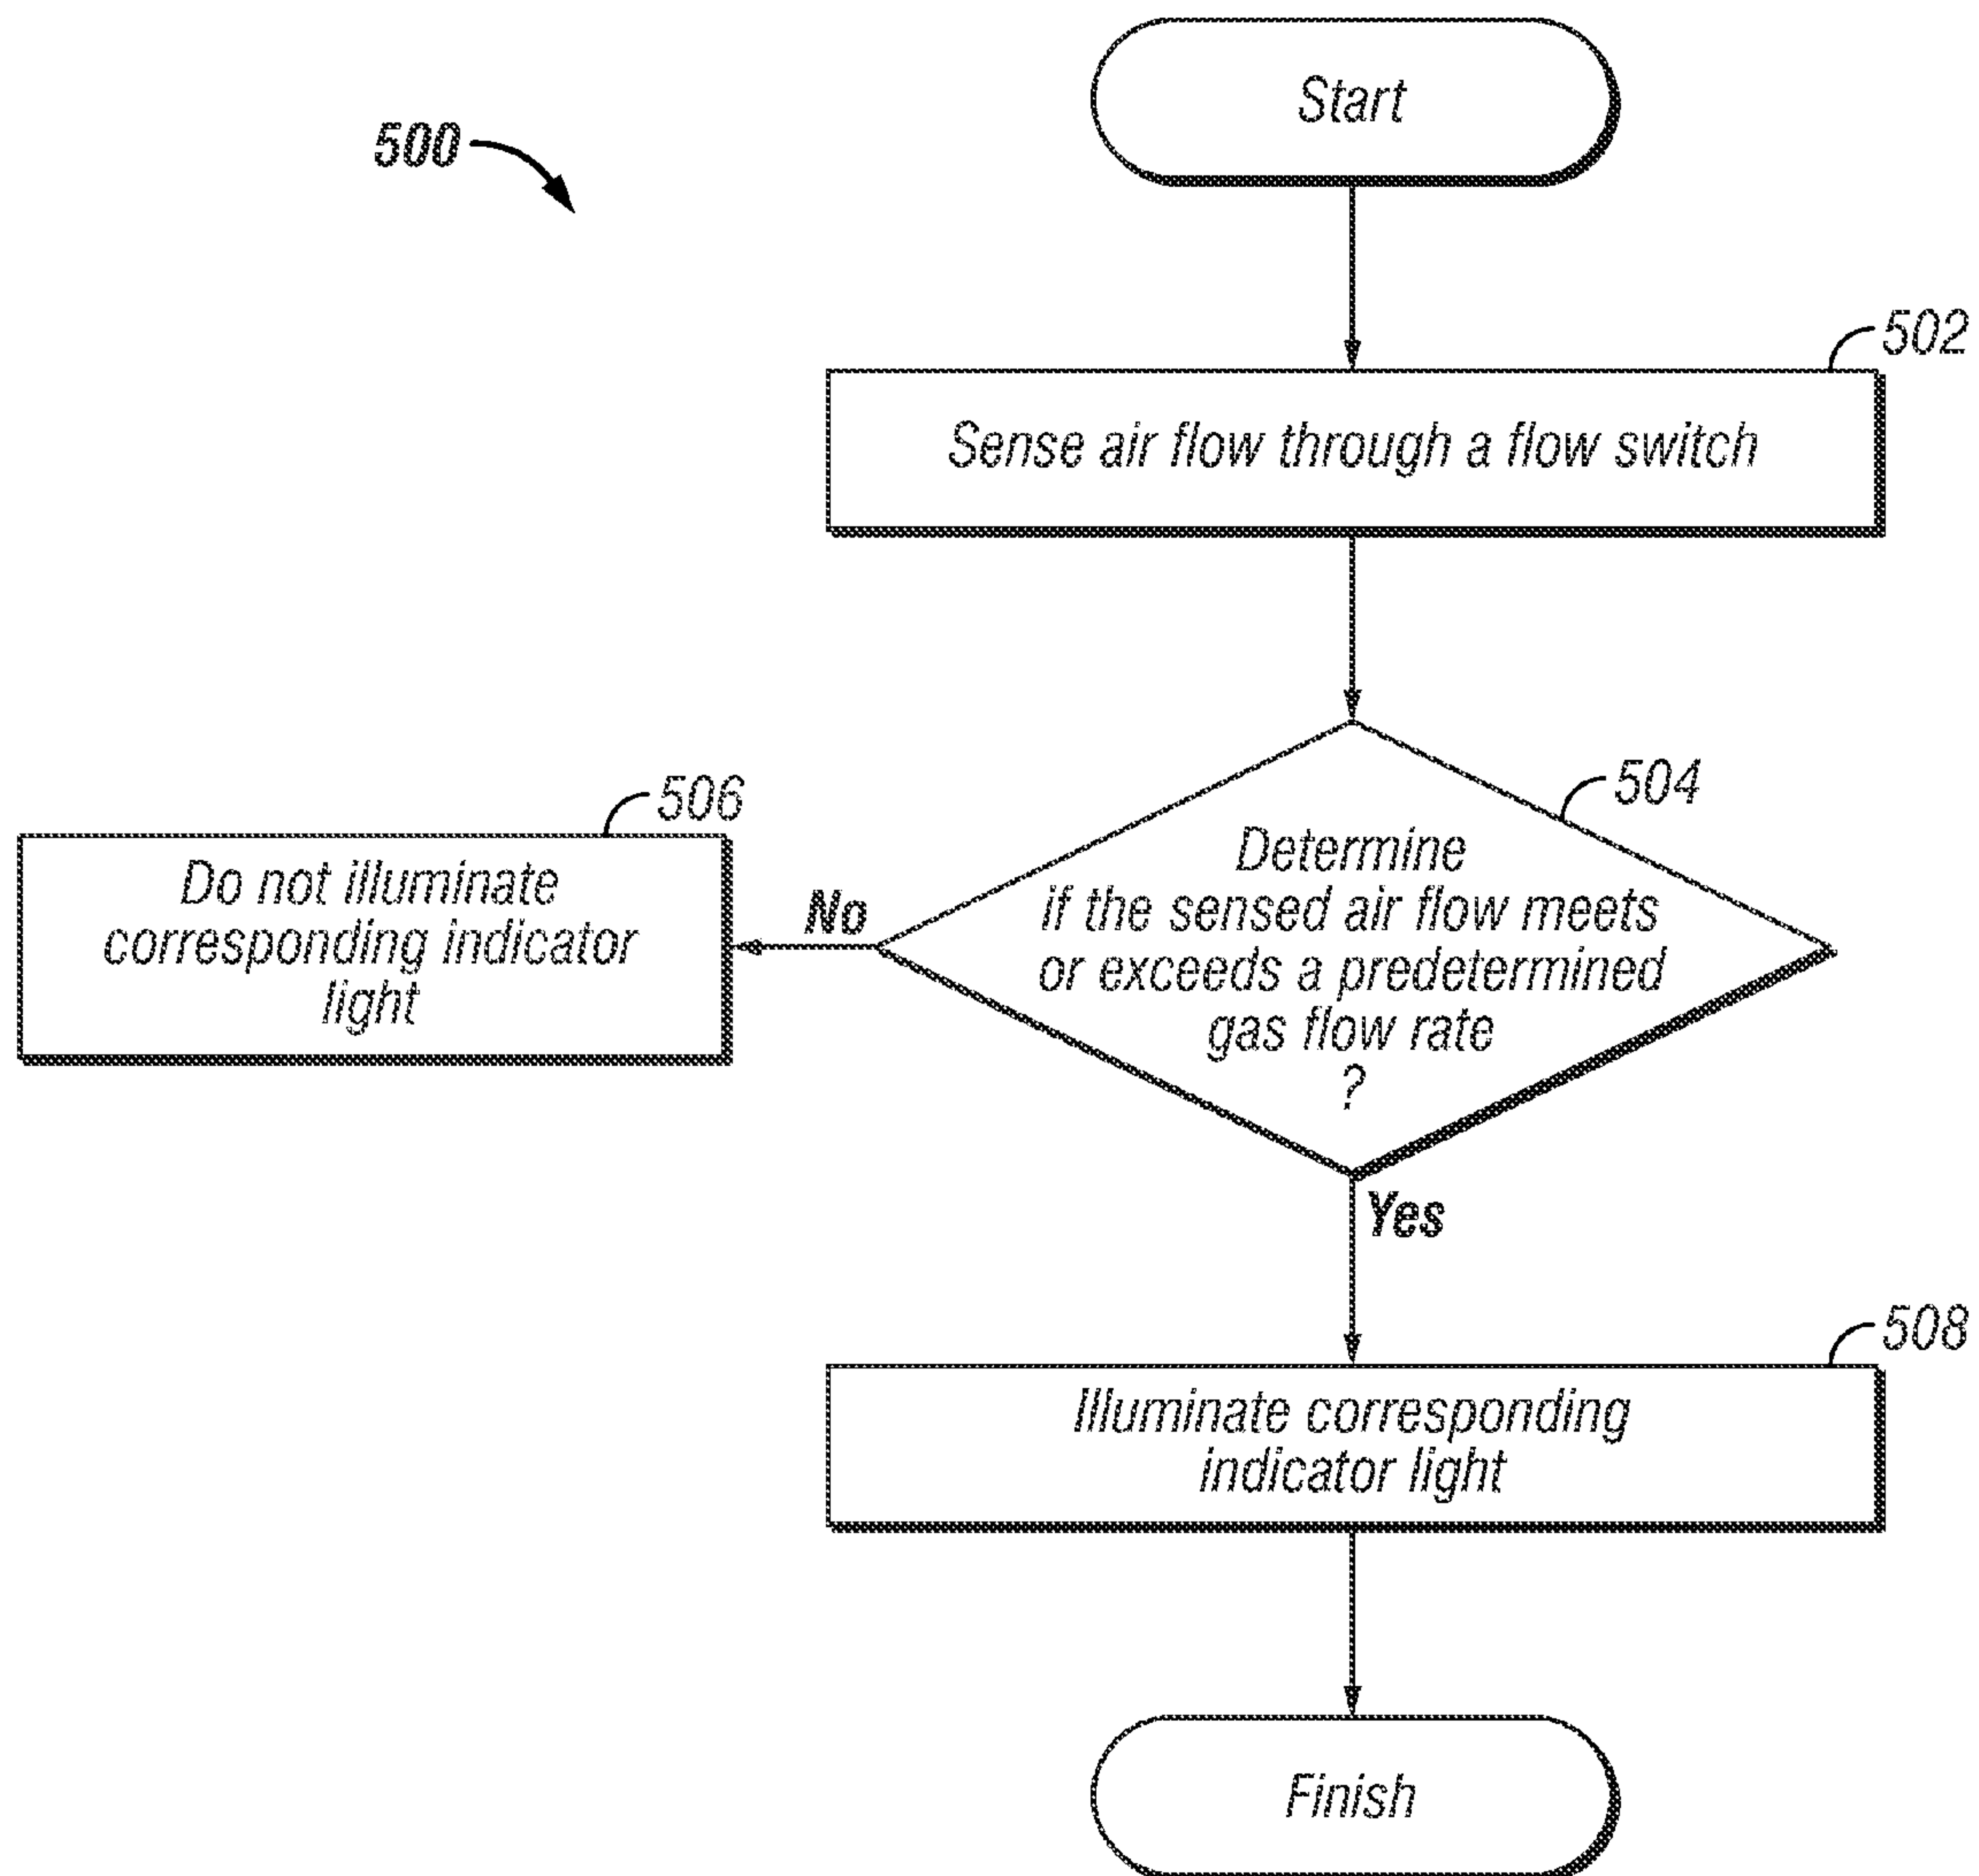 Start
500
502
Sense air flow through a flow switch
504
506
Determine
if the sensed air flow meets
or exceeds a predetermined
gas flow rate
?
No
Do not illuminate
corresponding indicator
light
Yes
508
Illuminate corresponding
indicator light
Finish